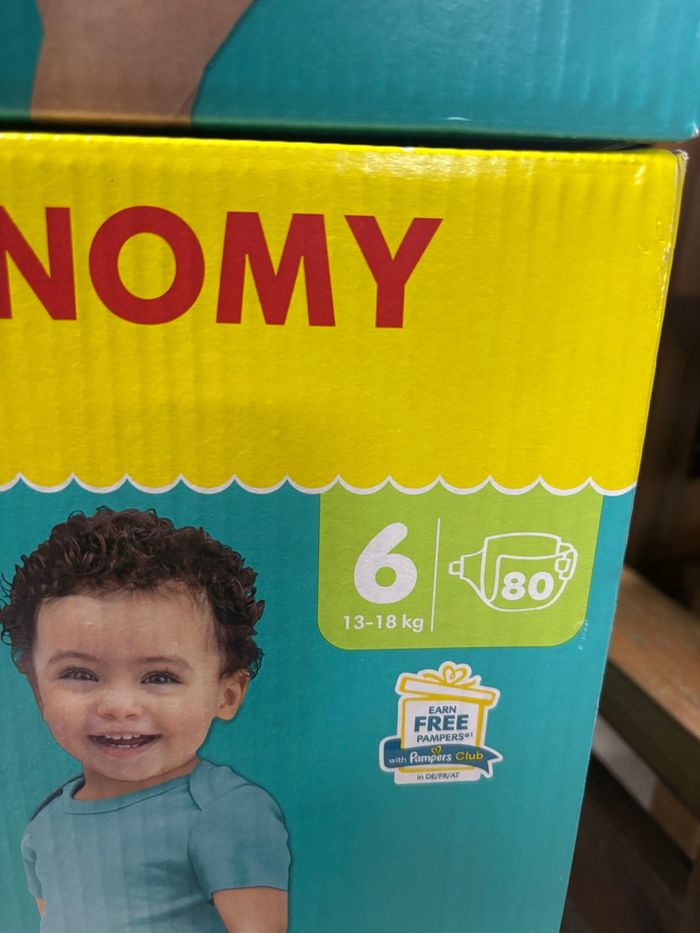 NOMY
6
13-18 kg
80
EARN
FREE
PAMPERS*¹
with Pampers Club
in DE/FR/AT